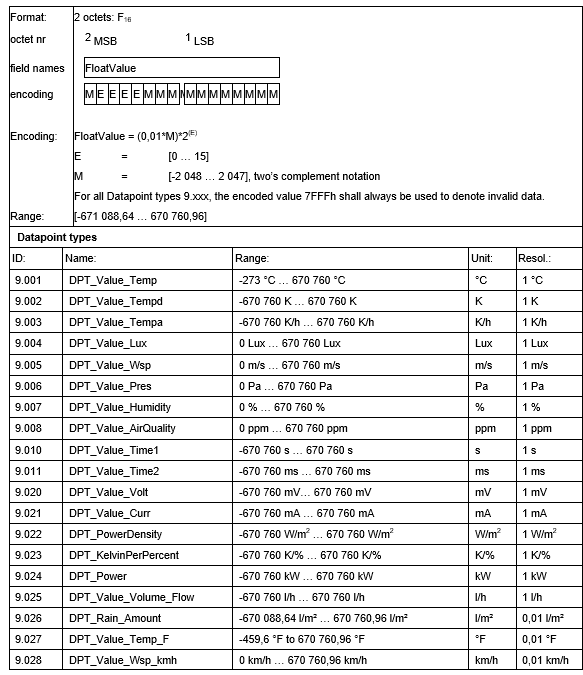 Format: 2 octets: F16
octet nr 2 MSB 1 LSB
field names FloatValue
encoding M E E E E M M M M M M M M M M M
Encoding: FloatValue = (0,01*M)*2(E)
E = [0 … 15]
M = [-2 048 … 2 047], two's complement notation
For all Datapoint types 9.xxx, the encoded value 7FFFh shall always be used to denote invalid data.
Range: [-671 088,64 … 670 760,96]
Datapoint types
ID: Name: Range: Unit: Resol.:
9.001 DPT_Value_Temp -273 °C … 670 760 °C °C 1 °C
9.002 DPT_Value_Tempd -670 760 K … 670 760 K K 1 K
9.003 DPT_Value_Tempa -670 760 K/h … 670 760 K/h K/h 1 K/h
9.004 DPT_Value_Lux 0 Lux … 670 760 Lux Lux 1 Lux
9.005 DPT_Value_Wsp 0 m/s … 670 760 m/s m/s 1 m/s
9.006 DPT_Value_Pres 0 Pa … 670 760 Pa Pa 1 Pa
9.007 DPT_Value_Humidity 0 % … 670 760 % % 1 %
9.008 DPT_Value_AirQuality 0 ppm … 670 760 ppm ppm 1 ppm
9.010 DPT_Value_Time1 -670 760 s … 670 760 s s 1 s
9.011 DPT_Value_Time2 -670 760 ms … 670 760 ms ms 1 ms
9.020 DPT_Value_Volt -670 760 mV… 670 760 mV mV 1 mV
9.021 DPT_Value_Curr -670 760 mA … 670 760 mA mA 1 mA
9.022 DPT_PowerDensity -670 760 W/m² … 670 760 W/m² W/m² 1 W/m²
9.023 DPT_KelvinPerPercent -670 760 K/% … 670 760 K/% K/% 1 K/%
9.024 DPT_Power -670 760 kW … 670 760 kW kW 1 kW
9.025 DPT_Value_Volume_Flow -670 760 l/h … 670 760 l/h l/h 1 l/h
9.026 DPT_Rain_Amount -670 088,64 l/m² … 670 760,96 l/m² l/m² 0,01 l/m²
9.027 DPT_Value_Temp_F -459,6 °F to 670 760,96 °F °F 0,01 °F
9.028 DPT_Value_Wsp_kmh 0 km/h … 670 760,96 km/h km/h 0,01 km/h